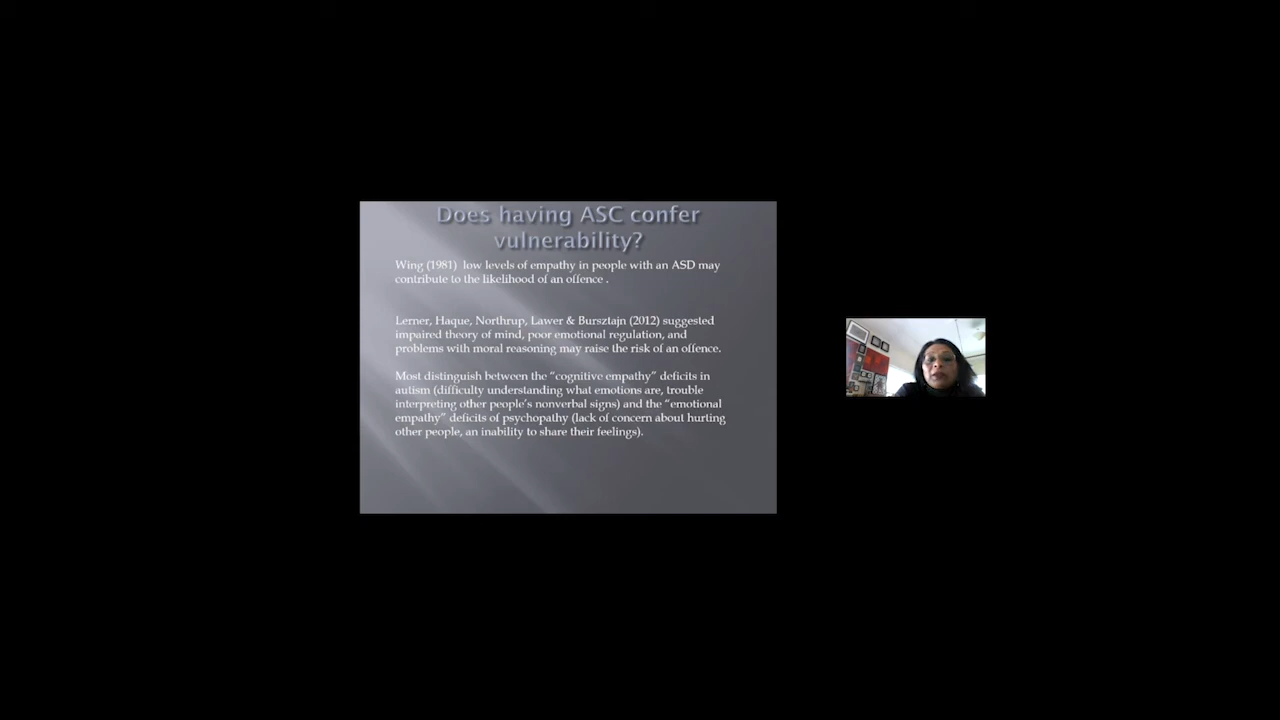 Does having ASC confer
vulnerability?
Wing (1981)  low levels of empathy in people with an ASD may
contribute to the likelihood of an offence .
Lerner, Haque, Northrup, Lawer & Bursztajn (2012) suggested
impaired theory of mind, poor emotional regulation, and
problems with moral reasoning may raise the risk of an offence.
Most distinguish between the “cognitive empathy” deficits in
autism (difficulty understanding what emotions are, trouble
interpreting other people’s nonverbal signs) and the “emotional
empathy” deficits of psychopathy (lack of concern about hurting
other people, an inability to share their feelings).